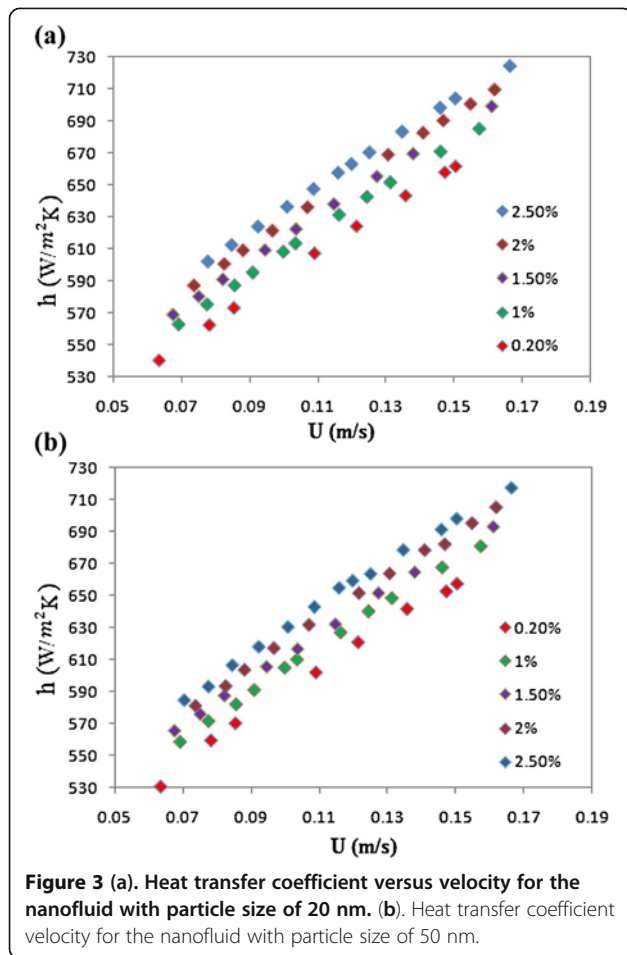 (a)
730
710
690
670
650
630
610
590
570
550
530
h (W/m²K)
2.50%
2%
1.50%
1%
0.20%
0.05 0.07 0.09 0.11 0.13 0.15 0.17 0.19
U (m/s)
(b)
730
710
690
670
650
630
610
590
570
550
530
h (W/m²K)
0.20%
1%
1.50%
2%
2.50%
0.05 0.07 0.09 0.11 0.13 0.15 0.17 0.19
U (m/s)
Figure 3 (a). Heat transfer coefficient versus velocity for the
nanofluid with particle size of 20 nm. (b). Heat transfer coefficient
velocity for the nanofluid with particle size of 50 nm.